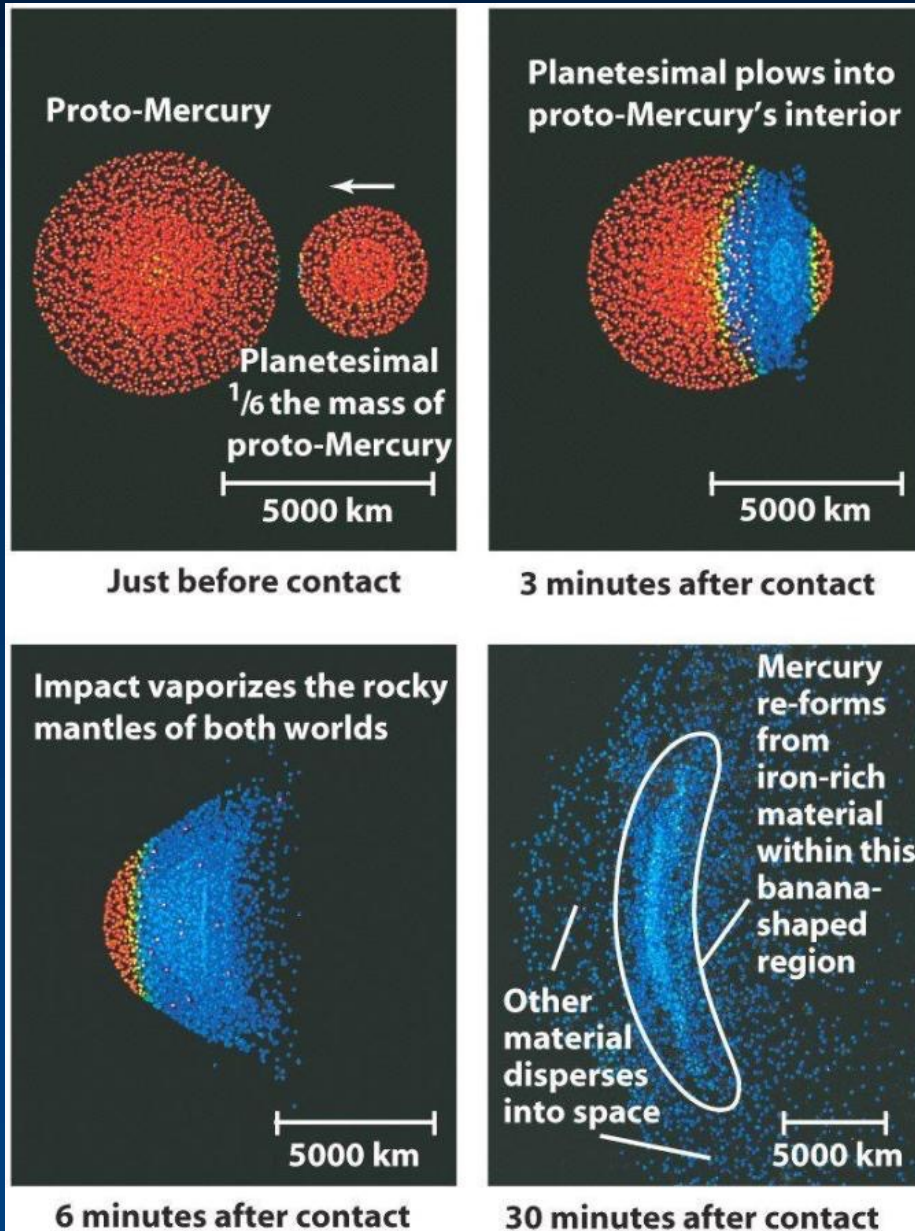 Proto-Mercury
Planetesimal
1/6 the mass of
proto-Mercury
5000 km
Just before contact
Planetesimal plows into
proto-Mercury's interior
5000 km
3 minutes after contact
Impact vaporizes the rocky
mantles of both worlds
5000 km
6 minutes after contact
Mercury
re-forms
from
iron-rich
material
within this
banana-
shaped
region
Other
material
disperses
into space
5000 km
30 minutes after contact